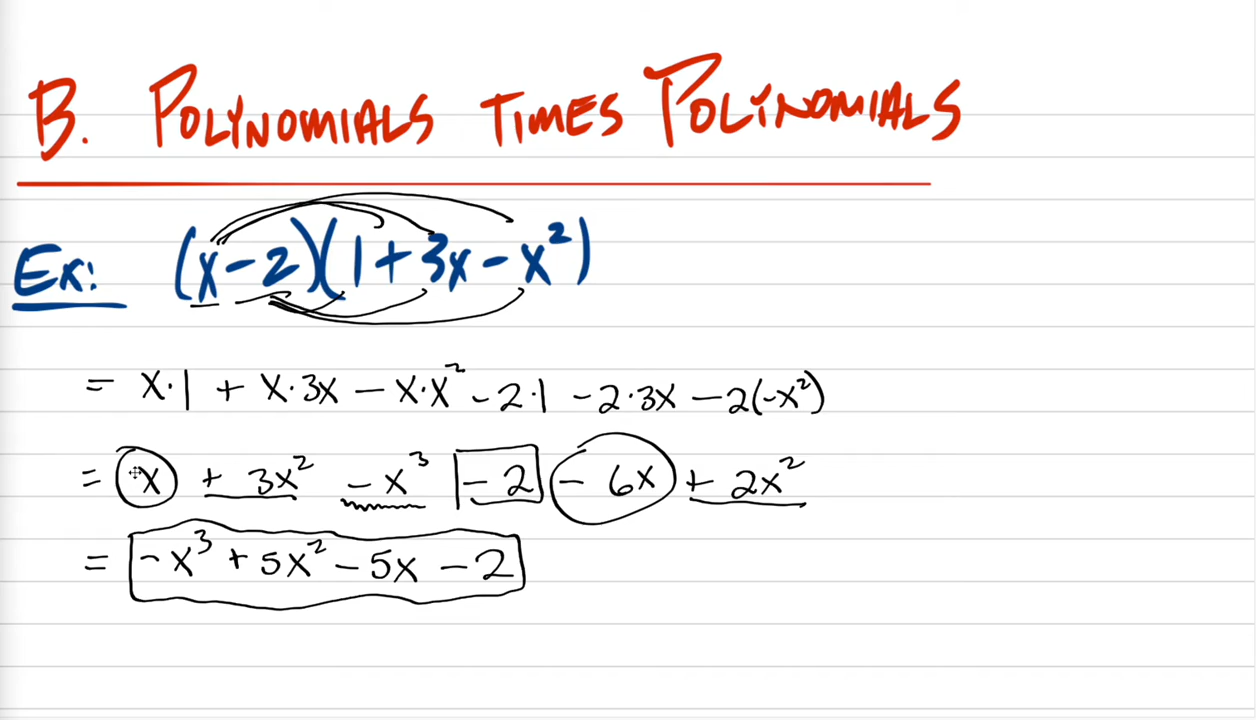 B. POLYNOMIALS TIMES POLYNOMIALS
Ex: (x-2)(1+3x-x²)
= x·1 + x·3x - x·x² - 2·1 - 2·3x - 2(-x²)
= x + 3x² - x³ - 2 - 6x + 2x²
= -x³ + 5x² - 5x - 2